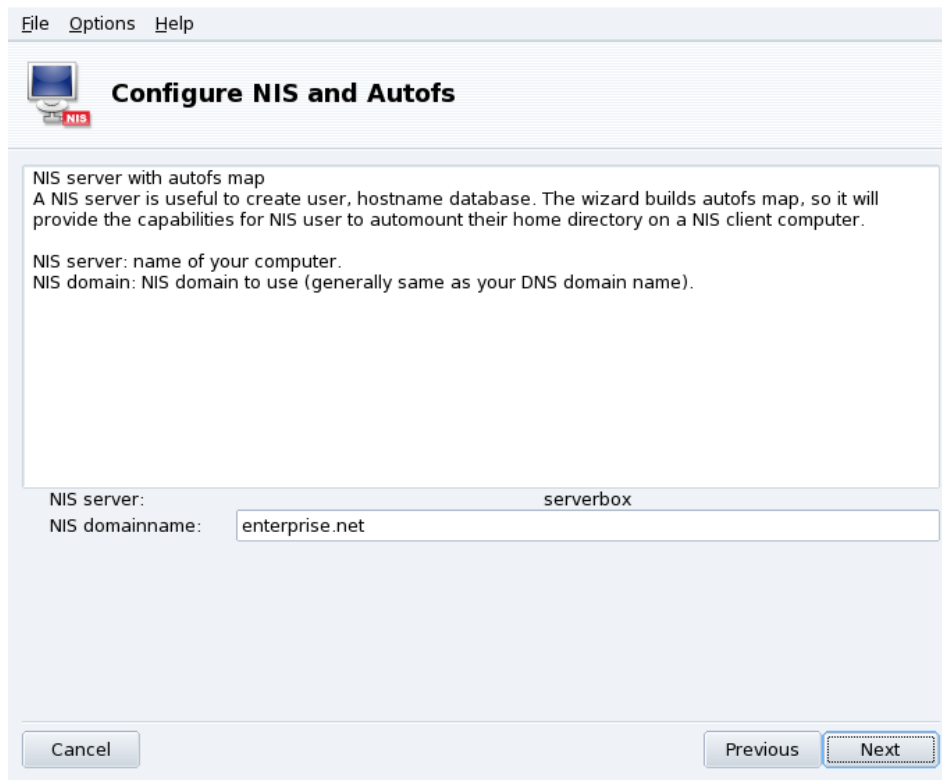 File Options Help
Configure NIS and Autofs
NIS
NIS server with autofs map
A NIS server is useful to create user, hostname database. The wizard builds autofs map, so it will
provide the capabilities for NIS user to automount their home directory on a NIS client computer.
NIS server: name of your computer.
NIS domain: NIS domain to use (generally same as your DNS domain name).
NIS server: serverbox
NIS domainname: enterprise.net
Cancel Previous Next